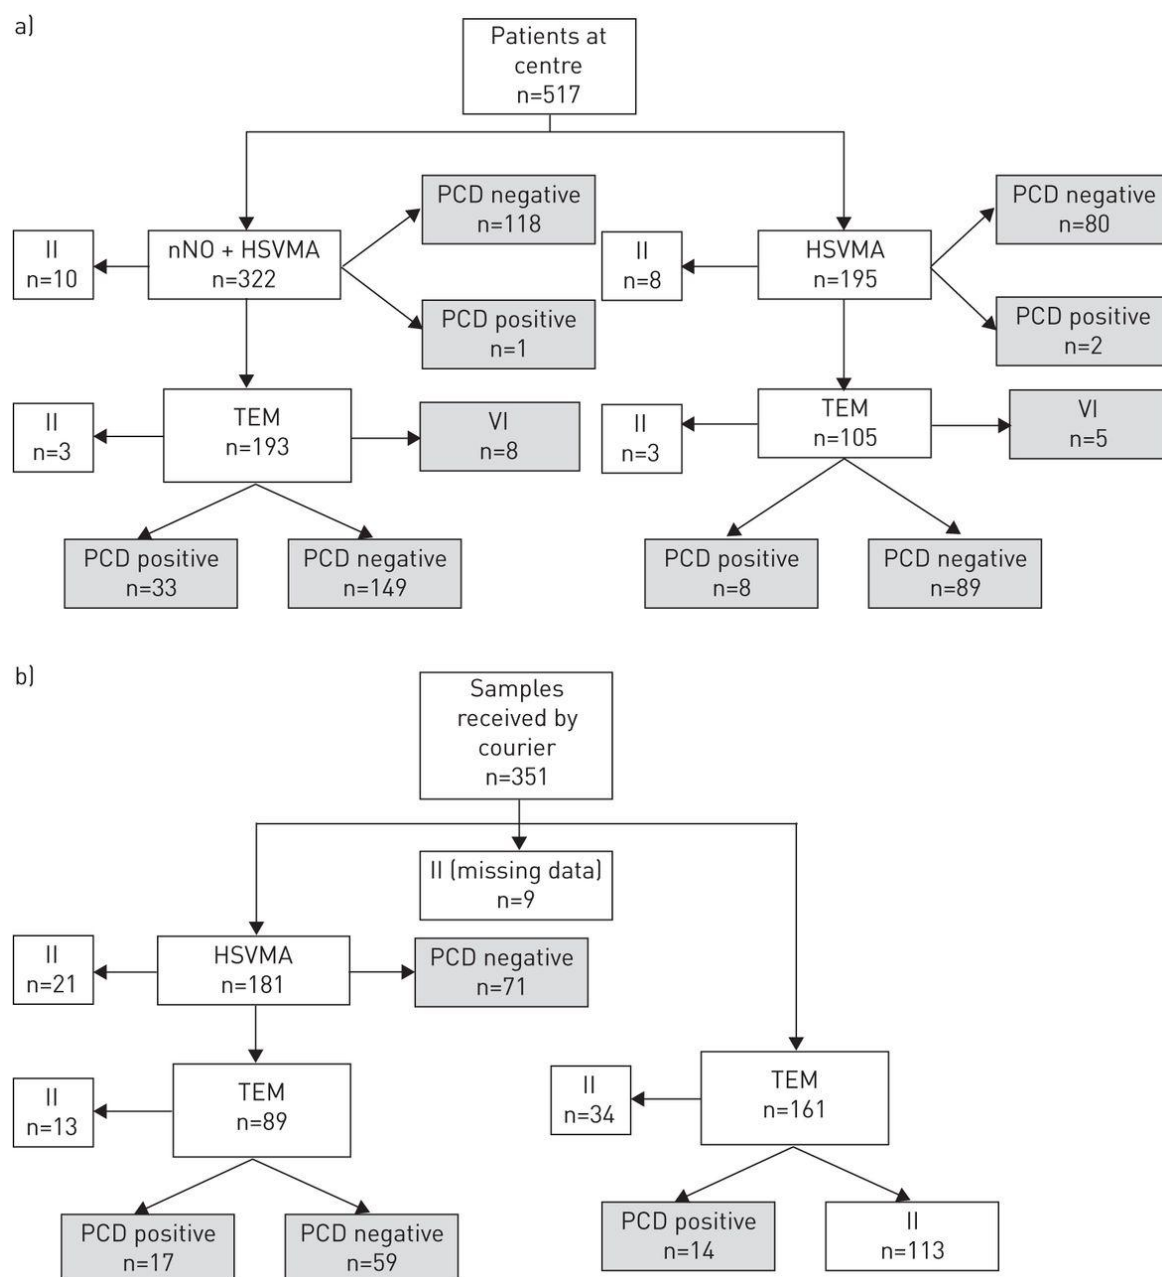 a)
Patients at
centre
n=517
PCD negative
n=118
PCD negative
n=80
II
n=10
nNO + HSVMA
n=322
II
n=8
HSVMA
n=195
PCD positive
n=1
PCD positive
n=2
II
n=3
TEM
n=193
VI
n=8
II
n=3
TEM
n=105
VI
n=5
PCD positive
n=33
PCD negative
n=149
PCD positive
n=8
PCD negative
n=89
b)
Samples
received by
courier
n=351
II (missing data)
n=9
II
n=21
HSVMA
n=181
PCD negative
n=71
II
n=13
TEM
n=89
II
n=34
TEM
n=161
PCD positive
n=17
PCD negative
n=59
PCD positive
n=14
II
n=113